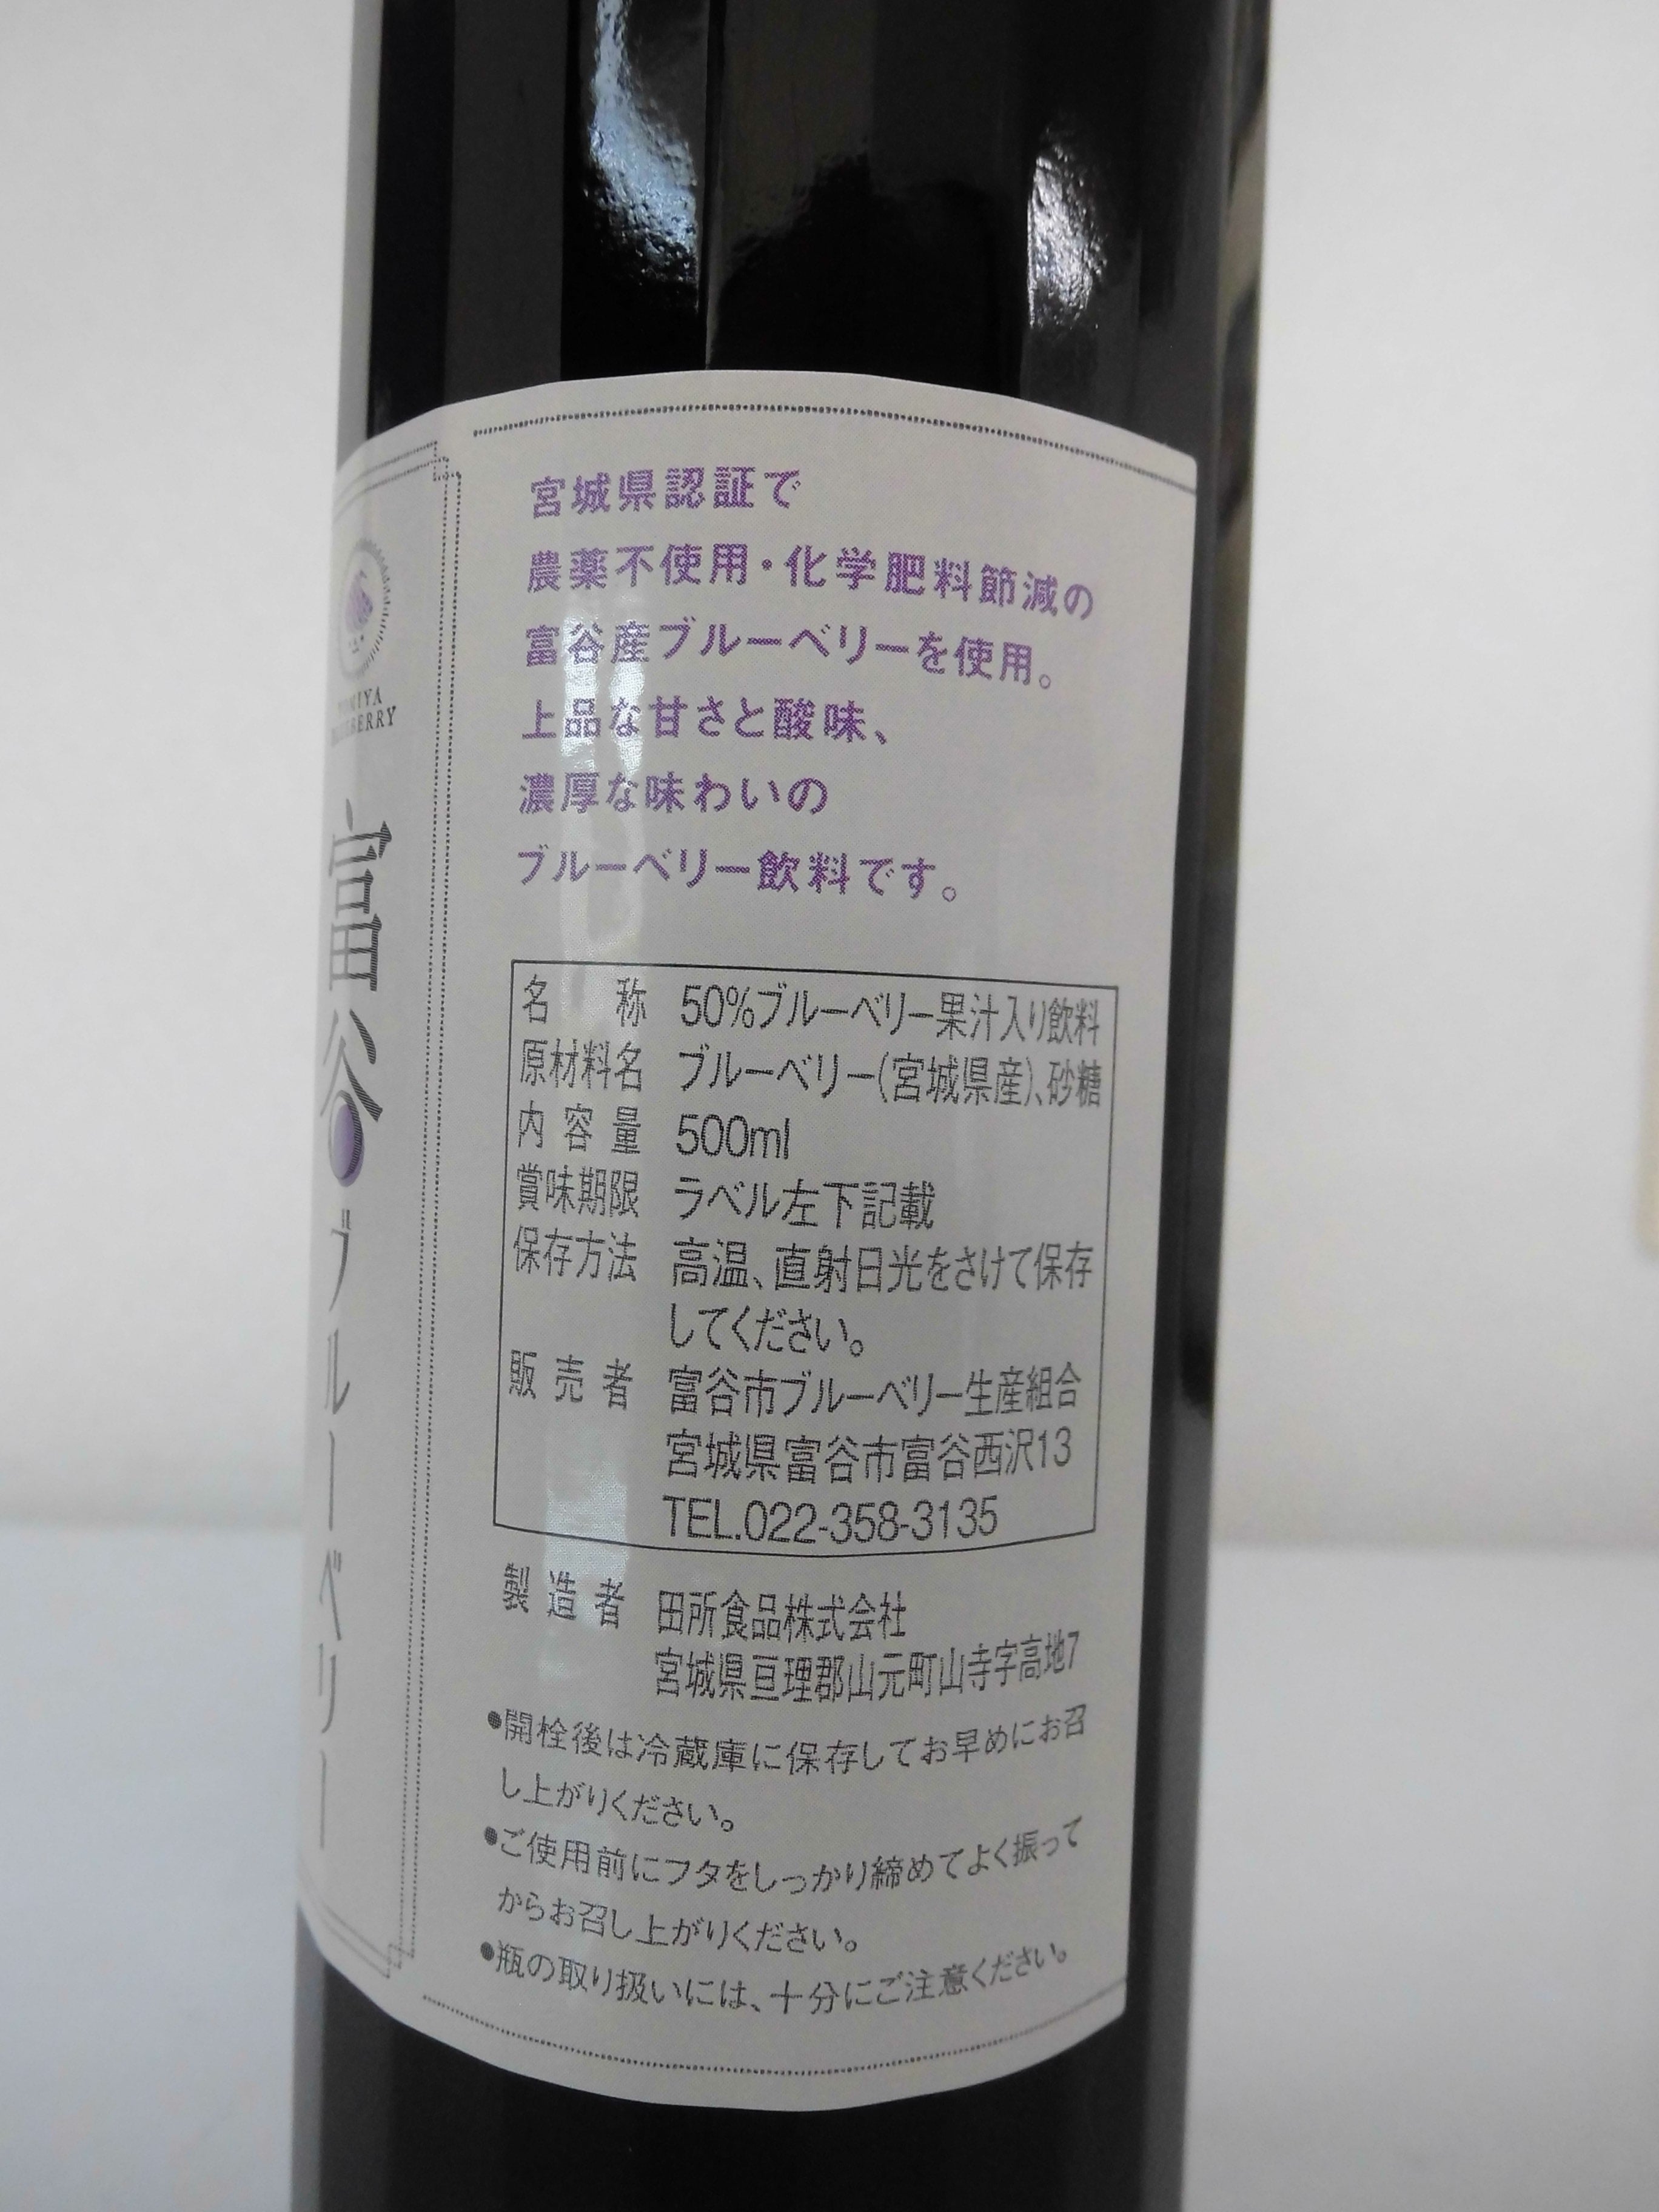 宮城県認証で
農薬不使用・化学肥料節減の
富谷産ブルーベリーを使用。
上品な甘さと酸味、
濃厚な味わいの
ブルーベリー飲料です。
名称 50%ブルーベリー果汁入り飲料
原材料名 ブルーベリー(宮城県産)、砂糖
内容量 500ml
賞味期限 ラベル左下記載
保存方法 高温、直射日光をさけて保存
してください。
販売者 富谷市ブルーベリー生産組合
宮城県富谷市富谷西沢13
TEL.022-358-3135
製造者 田所食品株式会社
宮城県亘理郡山元町山寺字高地7
●開栓後は冷蔵庫に保存してお早めにお召
し上がりください。
●ご使用前にフタをしっかり締めてよく振って
からお召し上がりください。
●瓶の取り扱いには、十分にご注意ください。
富谷ブルーベリー